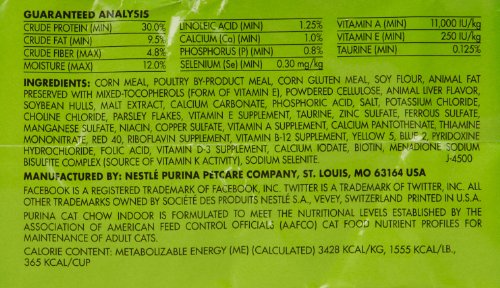 GUARANTEED ANALYSIS
CRUDE PROTEIN (MIN) 30.0% LINOLEIC ACID (MIN) 1.25% VITAMIN A (MIN) 11,000 IU/kg
CRUDE FAT (MIN) 9.5% CALCIUM (Ca) (MIN) 1.0% VITAMIN E (MIN) 250 IU/kg
CRUDE FIBER (MAX) 4.8% PHOSPHORUS (P) (MIN) 0.8% TAURINE (MIN) 0.125%
MOISTURE (MAX) 12.0% SELENIUM (Se) (MIN) 0.30 mg/kg
INGREDIENTS: CORN MEAL, POULTRY BY-PRODUCT MEAL, CORN GLUTEN MEAL, SOY FLOUR, ANIMAL FAT
PRESERVED WITH MIXED-TOCOPHEROLS (FORM OF VITAMIN E), POWDERED CELLULOSE, ANIMAL LIVER FLAVOR,
SOYBEAN HULLS, MALT EXTRACT, CALCIUM CARBONATE, PHOSPHORIC ACID, SALT, POTASSIUM CHLORIDE,
CHOLINE CHLORIDE, PARSLEY FLAKES, VITAMIN E SUPPLEMENT, TAURINE, ZINC SULFATE, FERROUS SULFATE,
MANGANESE SULFATE, NIACIN, COPPER SULFATE, VITAMIN A SUPPLEMENT, CALCIUM PANTOTHENATE, THIAMINE
MONONITRATE, RED 40, RIBOFLAVIN SUPPLEMENT, VITAMIN B-12 SUPPLEMENT, YELLOW 5, BLUE 2, PYRIDOXINE
HYDROCHLORIDE, FOLIC ACID, VITAMIN D-3 SUPPLEMENT, CALCIUM IODATE, BIOTIN, MENADIONE SODIUM
BISULFITE COMPLEX (SOURCE OF VITAMIN K ACTIVITY), SODIUM SELENITE. J-4500
MANUFACTURED BY: NESTLÉ PURINA PETCARE COMPANY, ST. LOUIS, MO 63164 USA
FACEBOOK IS A REGISTERED TRADEMARK OF FACEBOOK, INC. TWITTER IS A TRADEMARK OF TWITTER, INC. ALL
OTHER TRADEMARKS OWNED BY SOCIÉTÉ DES PRODUITS NESTLÉ S.A., VEVEY, SWITZERLAND PRINTED IN U.S.A.
PURINA CAT CHOW INDOOR IS FORMULATED TO MEET THE NUTRITIONAL LEVELS ESTABLISHED BY THE
ASSOCIATION OF AMERICAN FEED CONTROL OFFICIALS (AAFCO) CAT FOOD NUTRIENT PROFILES FOR
MAINTENANCE OF ADULT CATS.
CALORIE CONTENT: METABOLIZABLE ENERGY (ME) (CALCULATED) 3428 KCAL/KG, 1555 KCAL/LB.,
365 KCAL/CUP